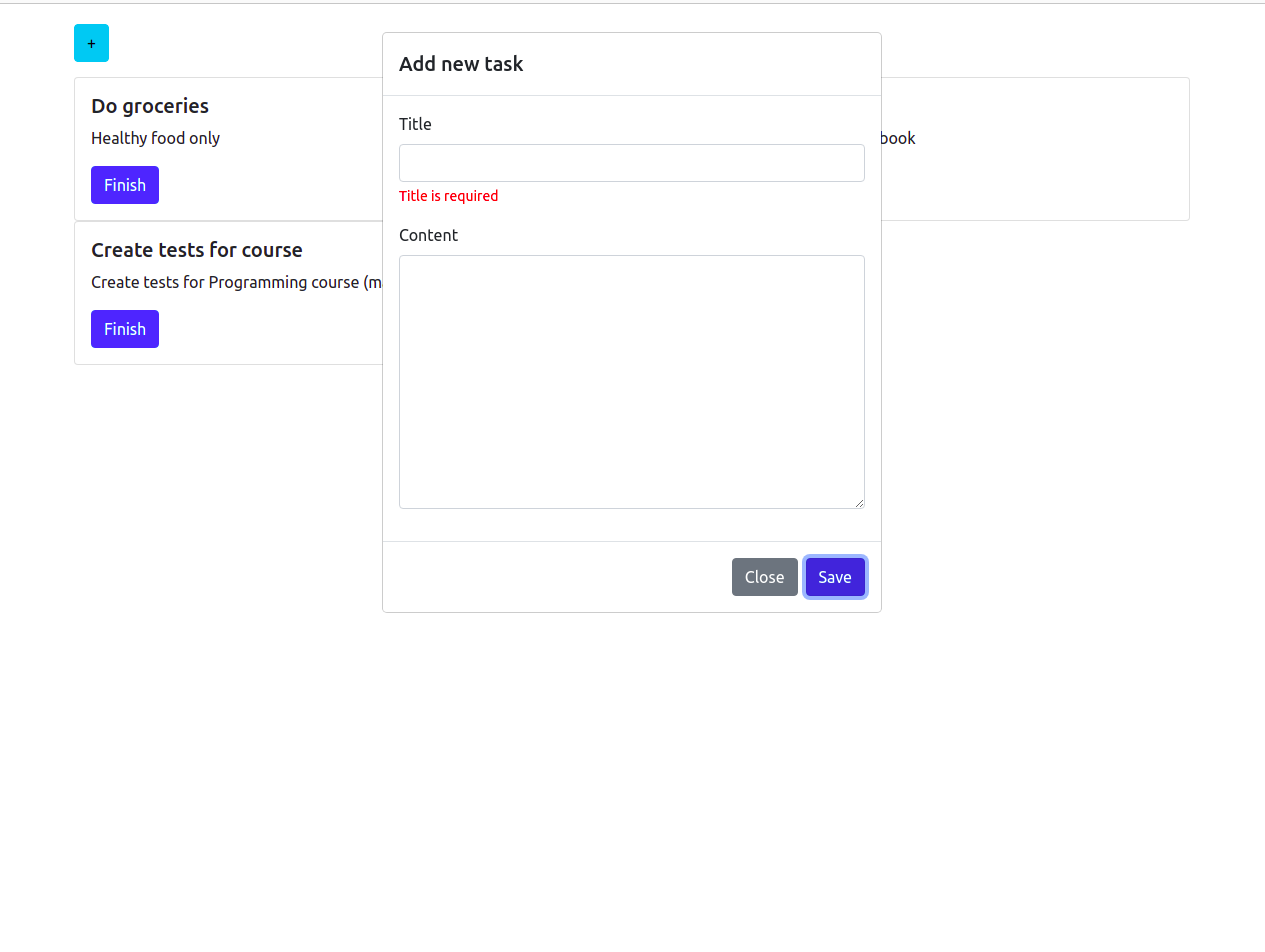 +
Add new task
Do groceries
Healthy food only
Finish
Create tests for course
Create tests for Programming course (m
Finish
Title
Title is required
Content
Close
Save
book